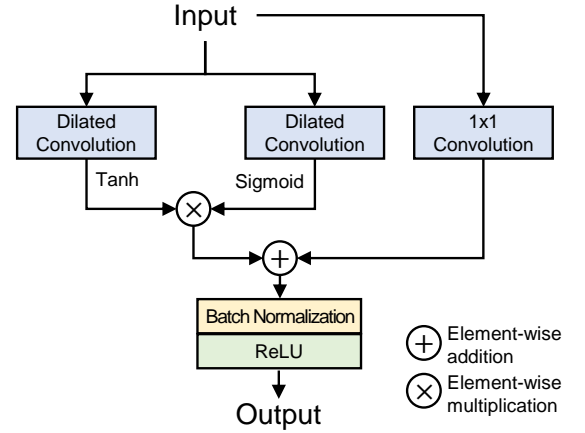 Input
Dilated
Convolution
Dilated
Convolution
1x1
Convolution
Tanh
Sigmoid
Batch Normalization
ReLU
Output
Element-wise
addition
Element-wise
multiplication